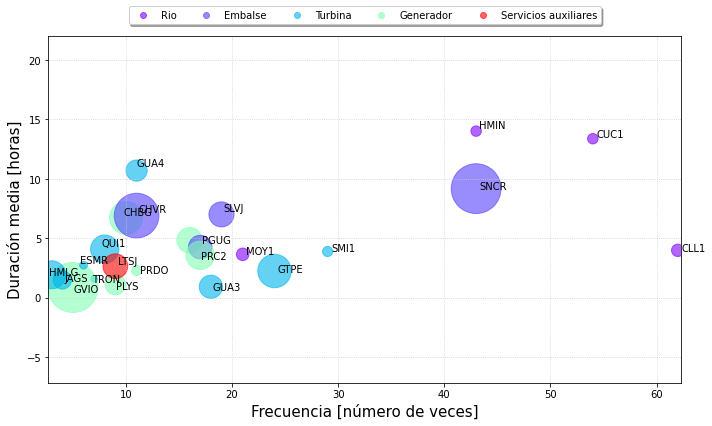 Rio Embalse Turbina Generador Servicios auxiliares
Duración media [horas]
20
15
10
5
0
−5
HMIN
CUC1
GUA4
SNCR
SLVJ
CHVR
CHBG
QUI1
PGUG
PRC2
MOY1
SMI1
CLL1
ESMR
LTSJ
PRDO
GTPE
HMLG
JAGS
TRON
GVIO
PLYS
GUA3
10 20 30 40 50 60
Frecuencia [número de veces]